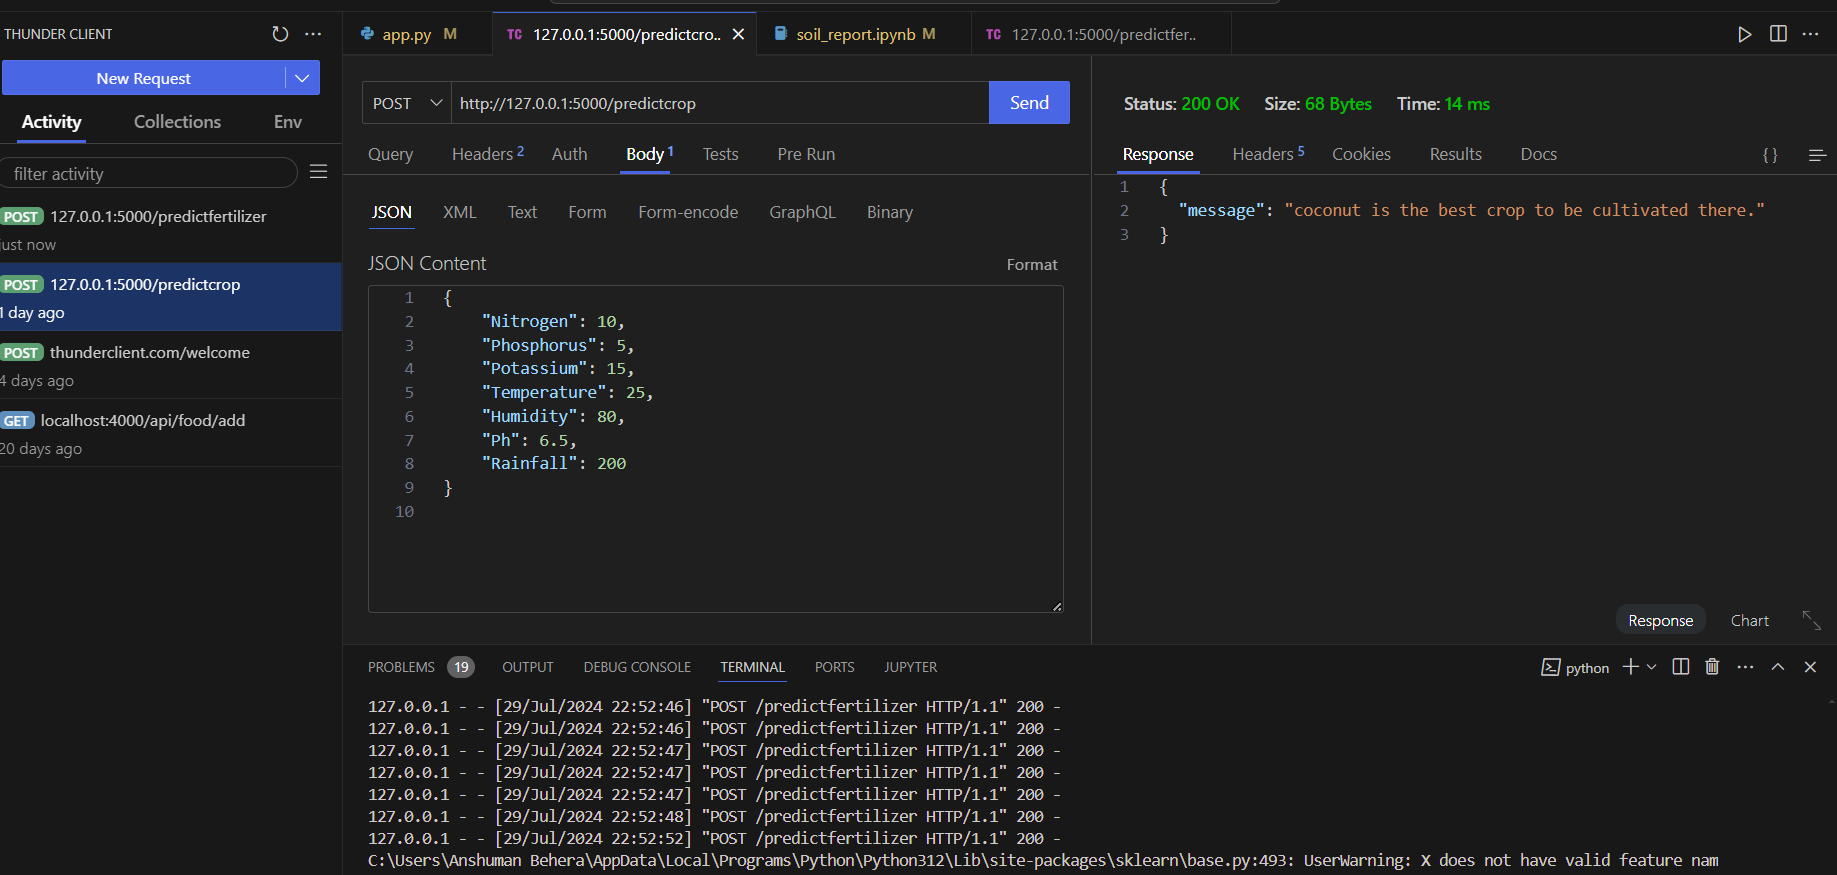 THUNDER CLIENT
New Request
Activity Collections Env
filter activity
POST 127.0.0.1:5000/predictfertilizer
just now
POST 127.0.0.1:5000/predictcrop
1 day ago
POST thunderclient.com/welcome
4 days ago
GET localhost:4000/api/food/add
20 days ago
app.py M TC 127.0.0.1:5000/predictcro.. soil_report.ipynb M TC 127.0.0.1:5000/predictfer..
POST http://127.0.0.1:5000/predictcrop Send
Query Headers 2 Auth Body 1 Tests Pre Run
JSON XML Text Form Form-encode GraphQL Binary
JSON Content Format
1 {
2 "Nitrogen": 10,
3 "Phosphorus": 5,
4 "Potassium": 15,
5 "Temperature": 25,
6 "Humidity": 80,
7 "Ph": 6.5,
8 "Rainfall": 200
9 }
10
Status: 200 OK Size: 68 Bytes Time: 14 ms
Response Headers 5 Cookies Results Docs { }
1 {
2 "message": "coconut is the best crop to be cultivated there."
3 }
Response Chart
PROBLEMS 19 OUTPUT DEBUG CONSOLE TERMINAL PORTS JUPYTER python
127.0.0.1 - - [29/Jul/2024 22:52:46] "POST /predictfertilizer HTTP/1.1" 200 -
127.0.0.1 - - [29/Jul/2024 22:52:46] "POST /predictfertilizer HTTP/1.1" 200 -
127.0.0.1 - - [29/Jul/2024 22:52:47] "POST /predictfertilizer HTTP/1.1" 200 -
127.0.0.1 - - [29/Jul/2024 22:52:47] "POST /predictfertilizer HTTP/1.1" 200 -
127.0.0.1 - - [29/Jul/2024 22:52:47] "POST /predictfertilizer HTTP/1.1" 200 -
127.0.0.1 - - [29/Jul/2024 22:52:48] "POST /predictfertilizer HTTP/1.1" 200 -
127.0.0.1 - - [29/Jul/2024 22:52:52] "POST /predictfertilizer HTTP/1.1" 200 -
C:\Users\Anshuman Behera\AppData\Local\Programs\Python\Python312\Lib\site-packages\sklearn\base.py:493: UserWarning: X does not have valid feature nam